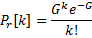 P_r[k] = \frac{G^k e^{-G}}{k!}